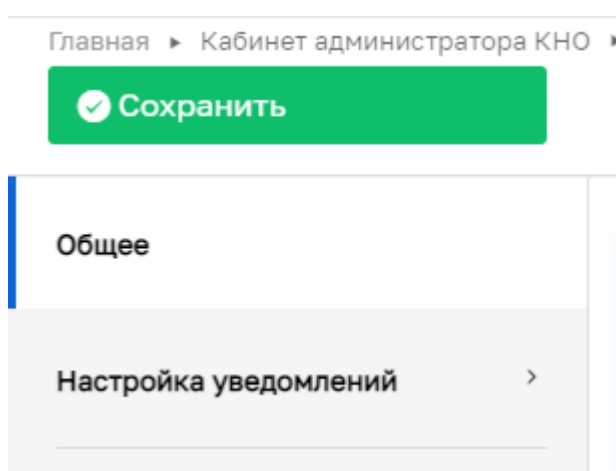 Главная ▸ Кабинет администратора КНО ▸
Сохранить
Общее
Настройка уведомлений